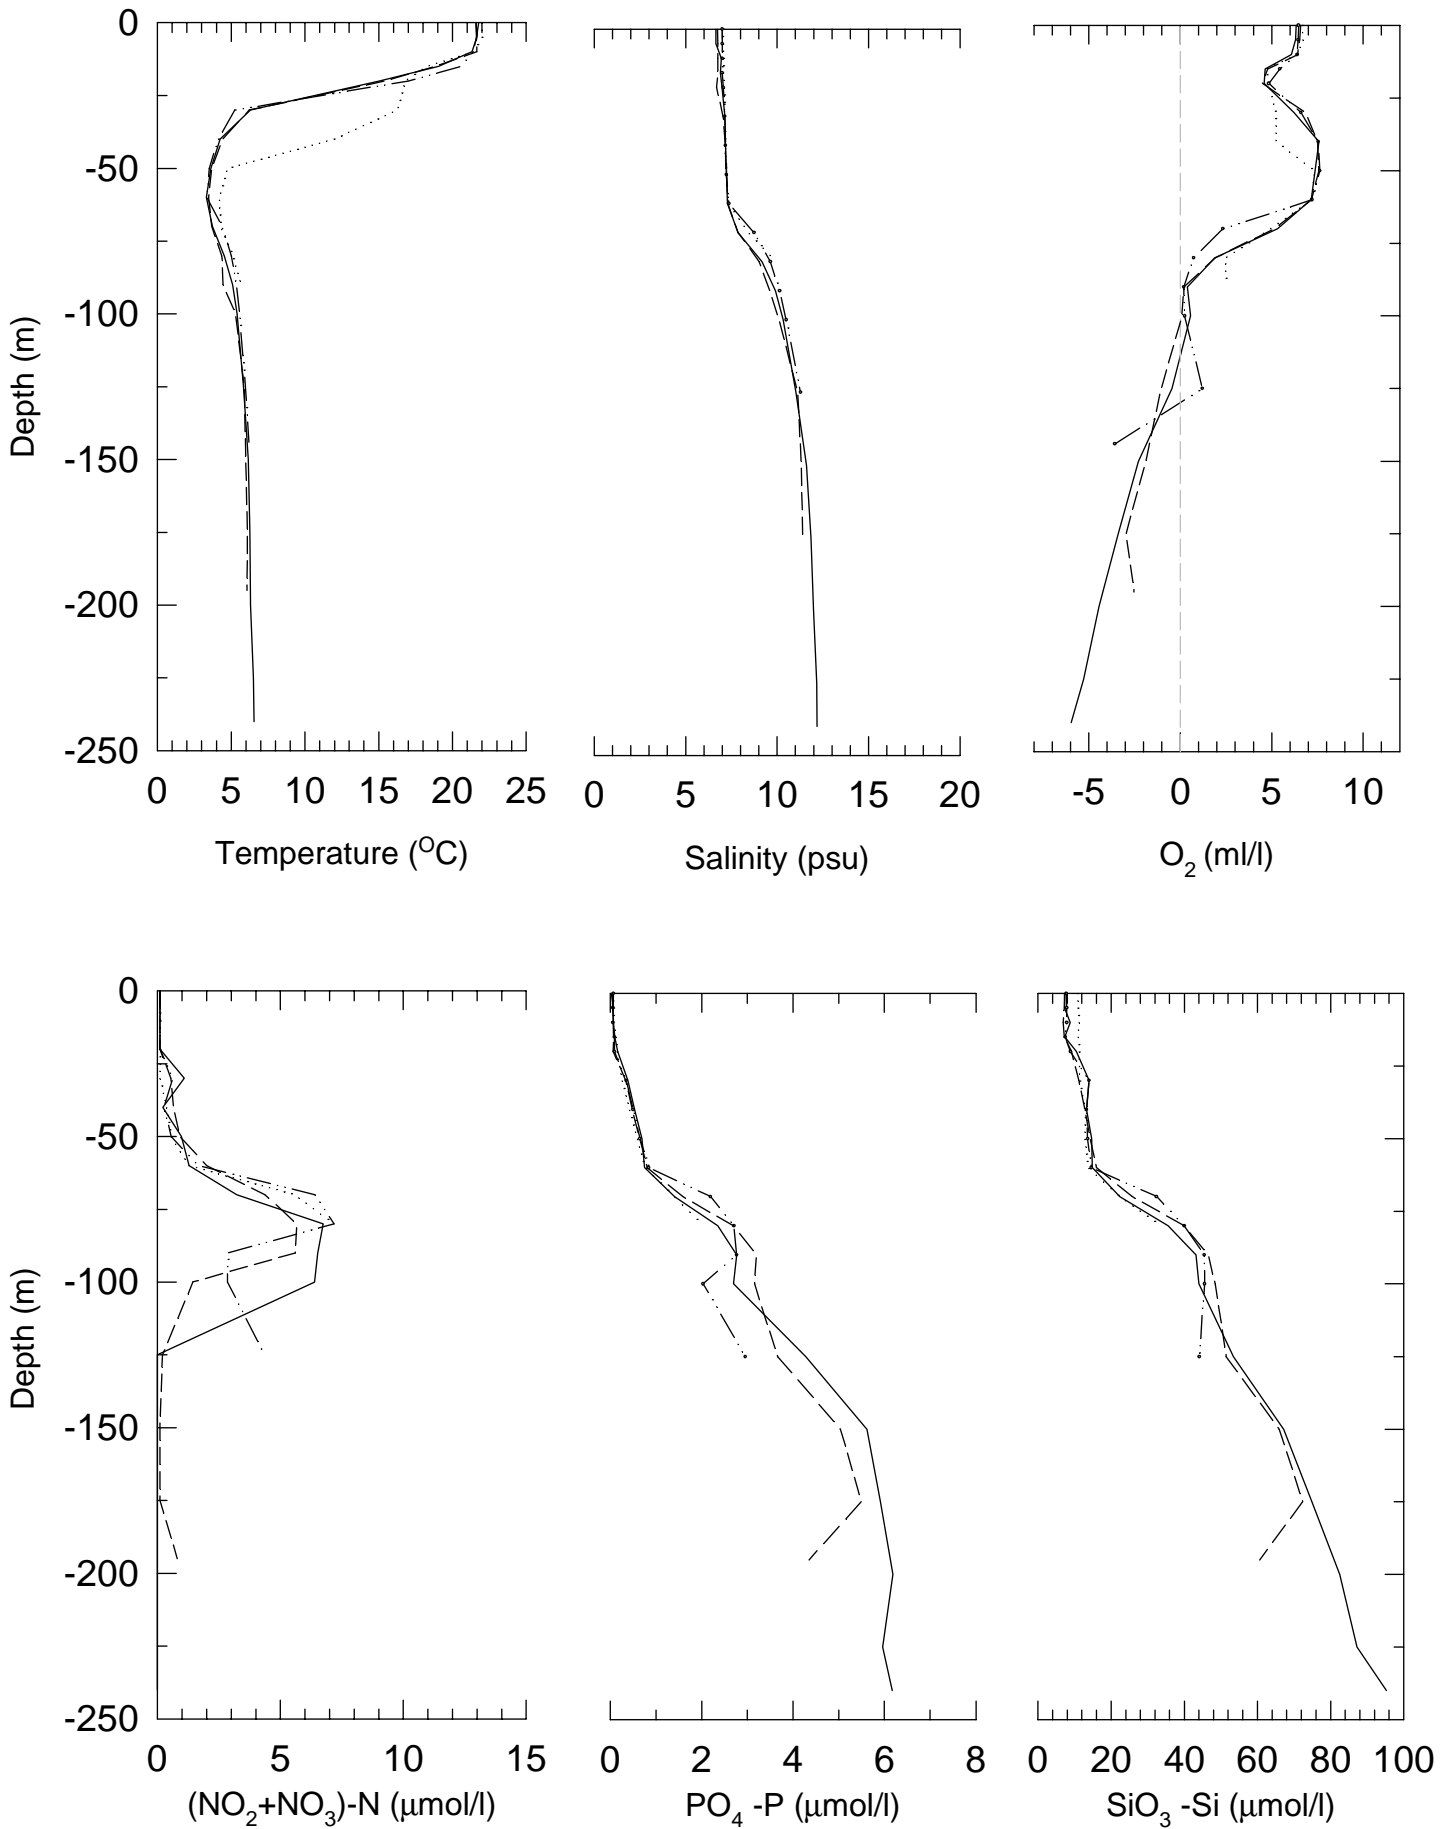 0
-50
-100
-150
-200
-250
Depth (m)
0 5 10 15 20 25
Temperature (OC)
0 5 10 15 20
Salinity (psu)
-5 0 5 10
O2 (ml/l)
0
-50
-100
-150
-200
-250
Depth (m)
0 5 10 15
(NO2+NO3)-N (μmol/l)
0 2 4 6 8
PO4 -P (μmol/l)
0 20 40 60 80 100
SiO3 -Si (μmol/l)